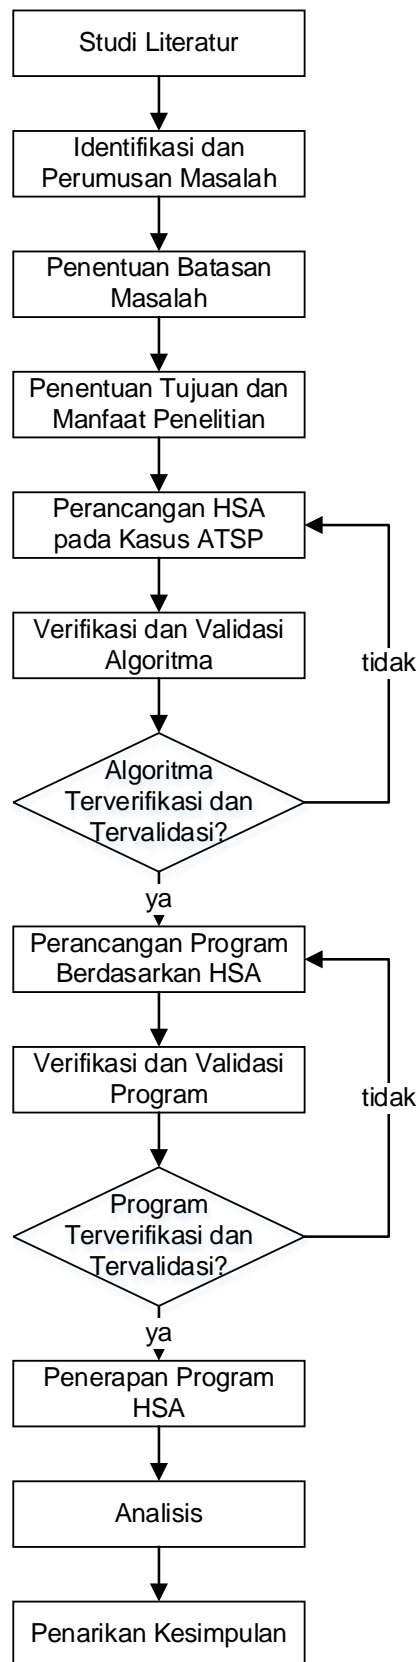 Studi Literatur
Identifikasi dan
Perumusan Masalah
Penentuan Batasan
Masalah
Penentuan Tujuan dan
Manfaat Penelitian
Perancangan HSA
pada Kasus ATSP
Verifikasi dan Validasi
Algoritma
tidak
Algoritma
Terverifikasi dan
Tervalidasi?
ya
Perancangan Program
Berdasarkan HSA
Verifikasi dan Validasi
Program
tidak
Program
Terverifikasi dan
Tervalidasi?
ya
Penerapan Program
HSA
Analisis
Penarikan Kesimpulan